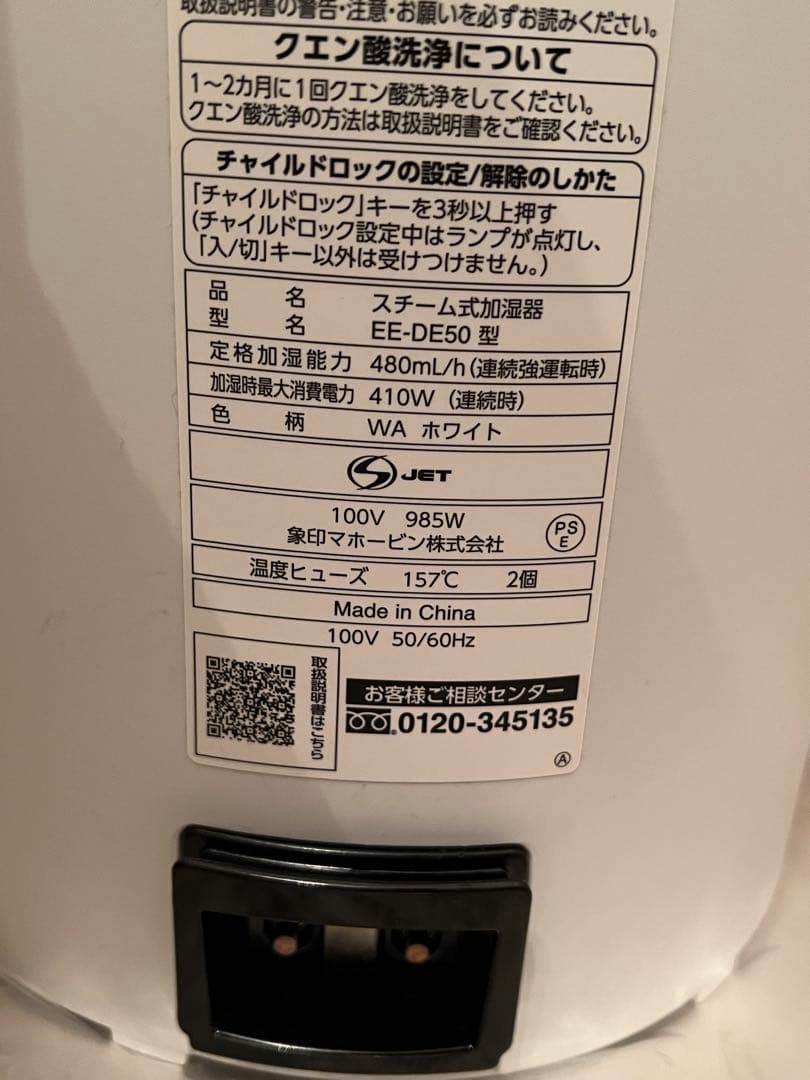 取扱説明書の警告・注意・お願いを必ずお読みください。
クエン酸洗浄について
1～2カ月に1回クエン酸洗浄をしてください。
クエン酸洗浄の方法は取扱説明書をご確認ください。
チャイルドロックの設定/解除のしかた
「チャイルドロック」キーを3秒以上押す
(チャイルドロック設定中はランプが点灯し、
「入/切」キー以外は受けつけません。)
品名 スチーム式加湿器
型名 EE-DE50 型
定格加湿能力 480mL/h (連続強運転時)
加湿時最大消費電力 410W (連続時)
色柄 WA ホワイト
JET
100V 985W
象印マホービン株式会社
PS
E
温度ヒューズ 157℃ 2個
Made in China
100V 50/60Hz
取扱説明書はこちら
お客様ご相談センター
0120-345135
A